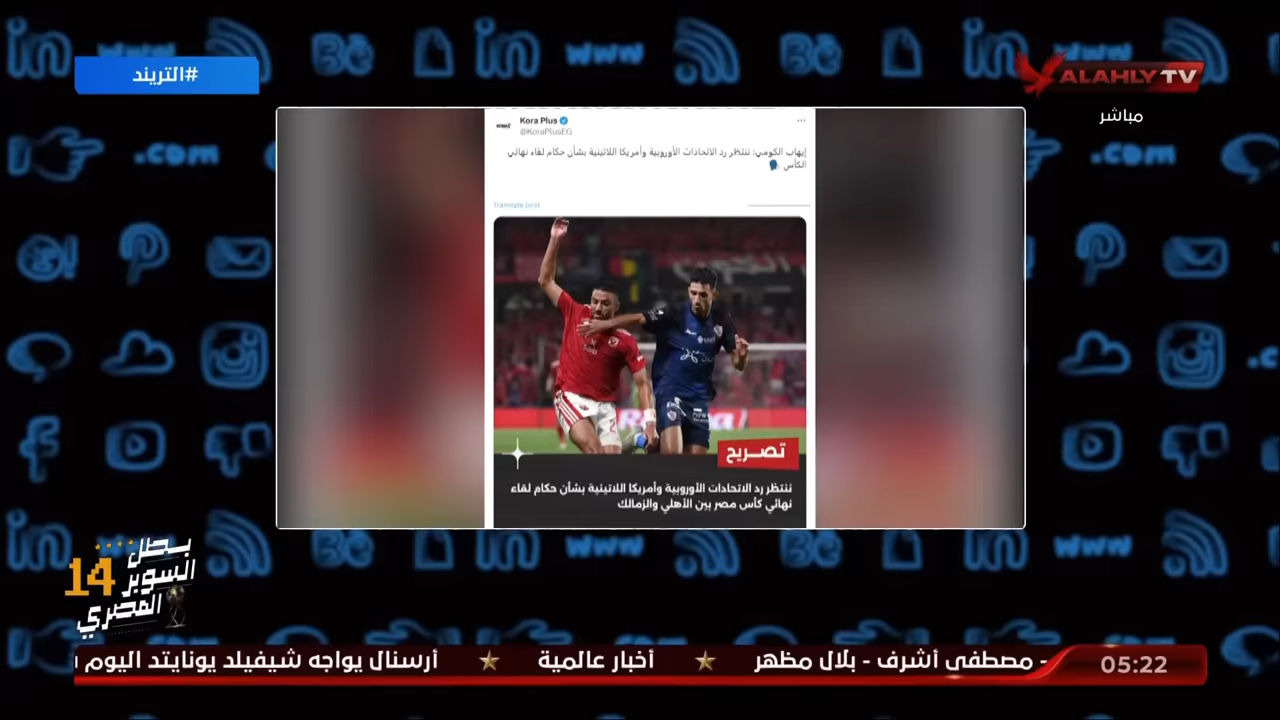 #التريند
ALAHLY TV
مباشر
Kora Plus
@KoraPlusEG
إيهاب الكومي: ننتظر رد الاتحادات الأوروبية وأمريكا اللاتينية بشأن حكام لقاء نهائي
الكأس
Translate post
تصريح
ننتظر رد الاتحادات الأوروبية وأمريكا اللاتينية بشأن حكام لقاء
نهائي كأس مصر بين الأهلي والزمالك
بطل
السوبر 14
المصري
- مصطفى أشرف - بلال مظهر ★ أخبار عالمية ★ أرسنال يواجه شيفيلد يونايتد اليوم
05:22